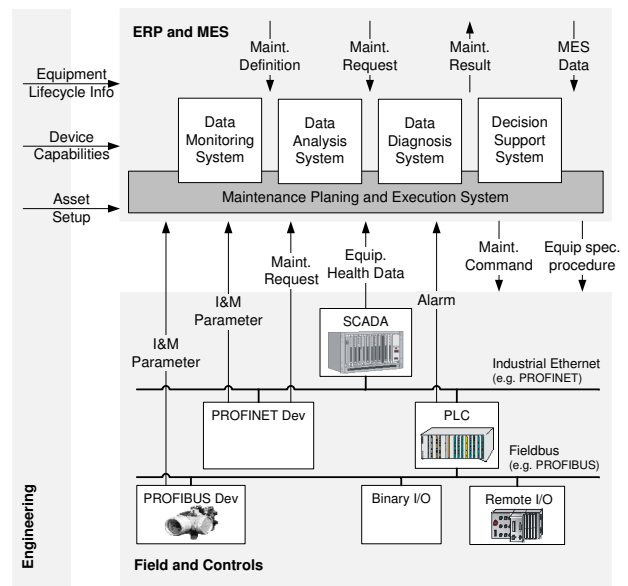 ERP and MES
Maint.
Definition
Maint.
Request
Maint.
Result
MES
Data
Equipment
Lifecycle Info
Device
Capabilities
Asset
Setup
Data
Monitoring
System
Data
Analysis
System
Data
Diagnosis
System
Decision
Support
System
Maintenance Planing and Execution System
I&M
Parameter
I&M
Parameter
Maint.
Request
Equip.
Health Data
Alarm
Maint.
Command
Equip spec.
procedure
SCADA
Industrial Ethernet
(e.g. PROFINET)
PROFINET Dev
PLC
Fieldbus
(e.g. PROFIBUS)
PROFIBUS Dev
Binary I/O
Remote I/O
Engineering
Field and Controls